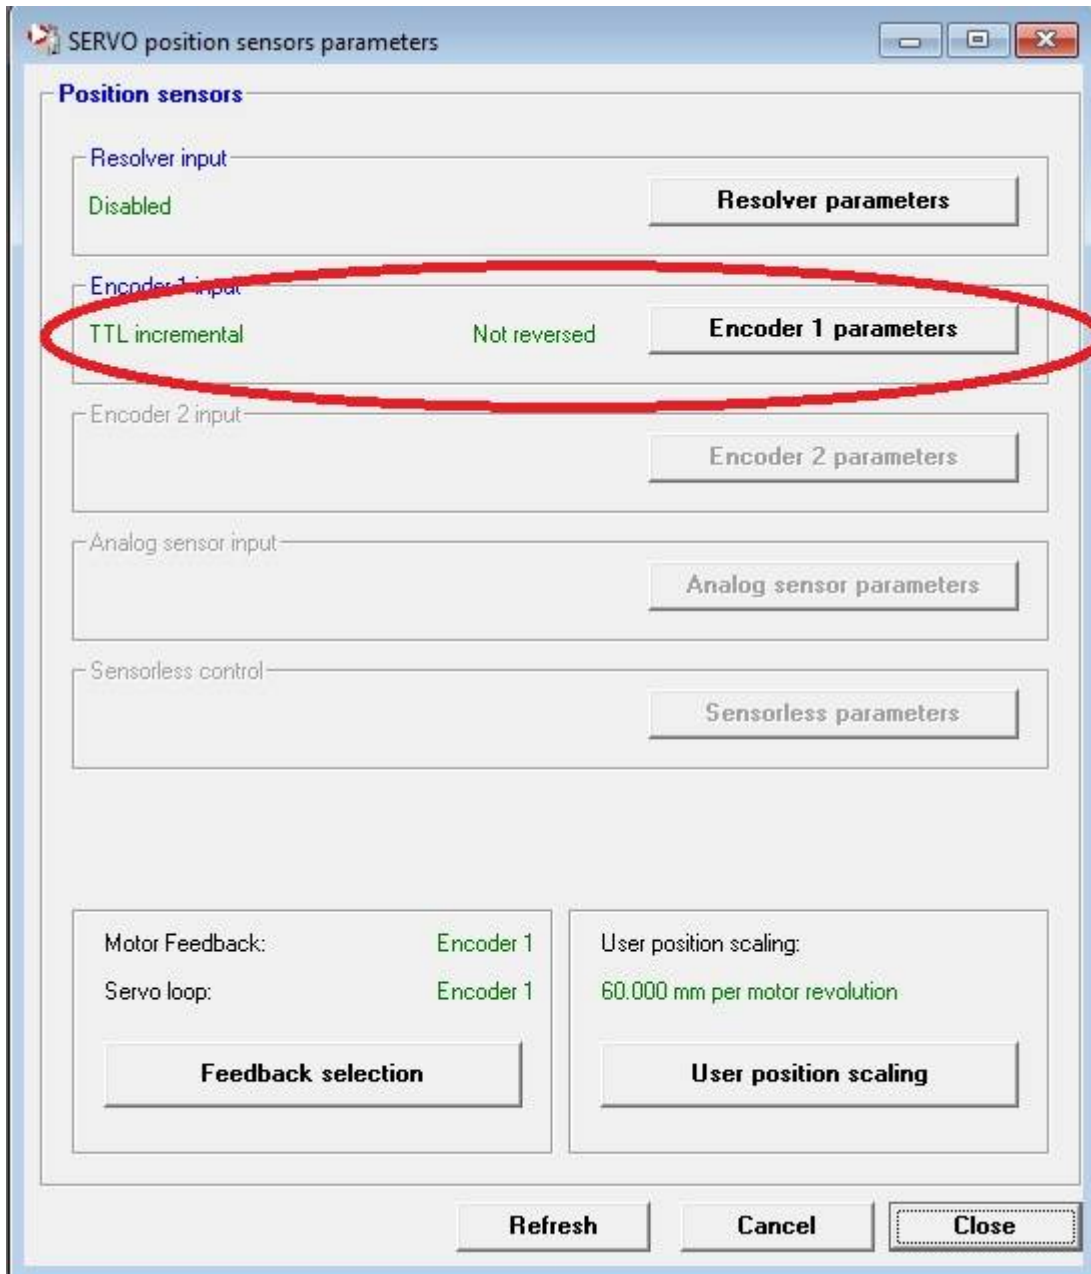 SERVO position sensors parameters
Position sensors
Resolver input
Disabled
Resolver parameters
Encoder 1 input
TTL incremental
Not reversed
Encoder 1 parameters
Encoder 2 input
Encoder 2 parameters
Analog sensor input
Analog sensor parameters
Sensorless control
Sensorless parameters
Motor Feedback:
Encoder 1
Servo loop:
Encoder 1
Feedback selection
User position scaling:
60.000 mm per motor revolution
User position scaling
Refresh
Cancel
Close